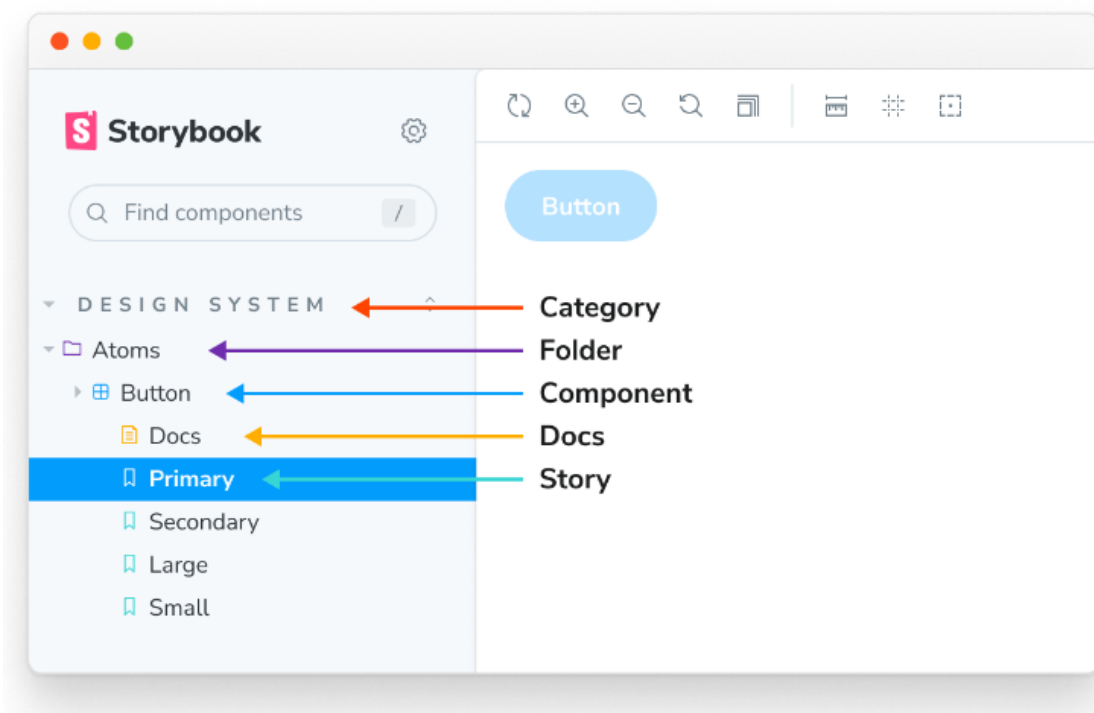 Storybook
Find components /
Button
DESIGN SYSTEM
Category
Atoms
Folder
Button
Component
Docs
Docs
Primary
Story
Secondary
Large
Small